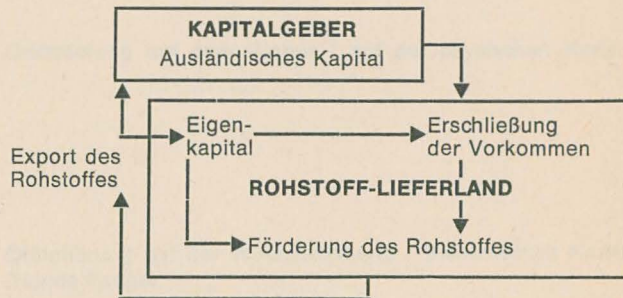 KAPITALGEBER
Ausländisches Kapital
Eigen-
kapital
Erschließung
der Vorkommen
Export des
Rohstoffes
ROHSTOFF-LIEFERLAND
Förderung des Rohstoffes